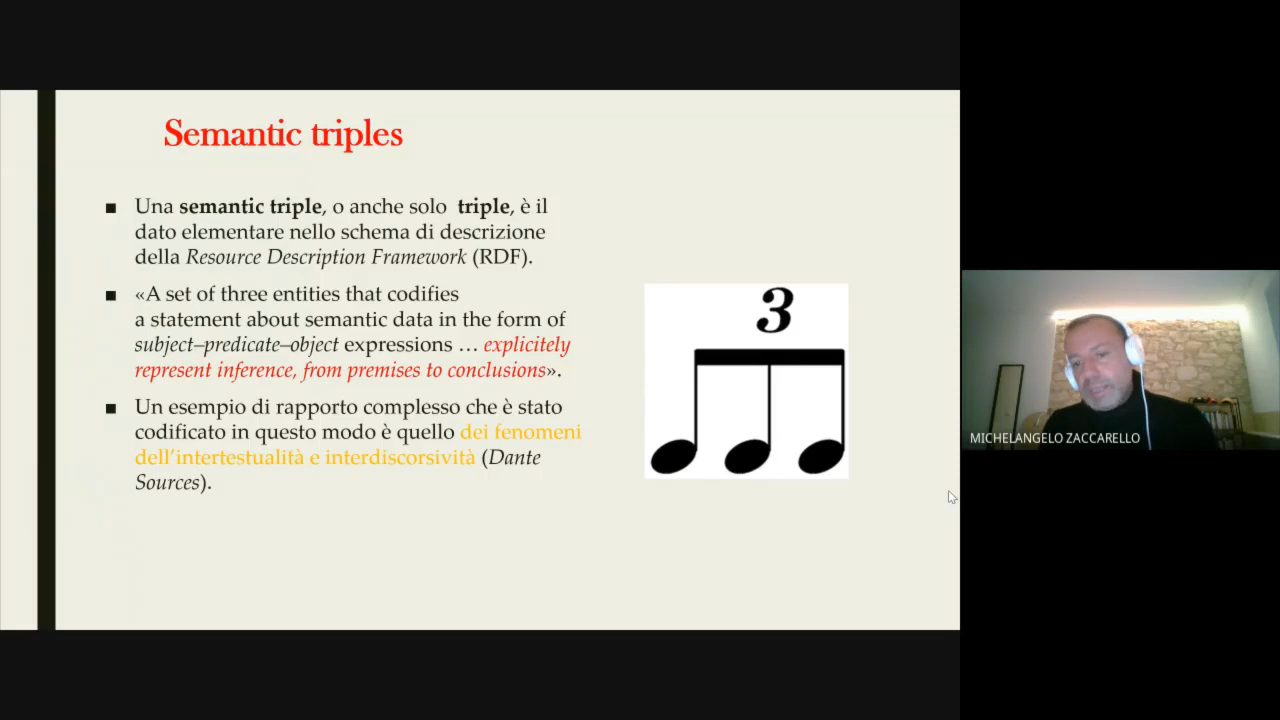 Semantic triples
■ Una semantic triple, o anche solo triple, è il
dato elementare nello schema di descrizione
della Resource Description Framework (RDF).
■ «A set of three entities that codifies
a statement about semantic data in the form of
subject–predicate–object expressions … explicitely
represent inference, from premises to conclusions».
■ Un esempio di rapporto complesso che è stato
codificato in questo modo è quello dei fenomeni
dell’intertestualità e interdiscorsività (Dante
Sources).
3
MICHELANGELO ZACCARELLO